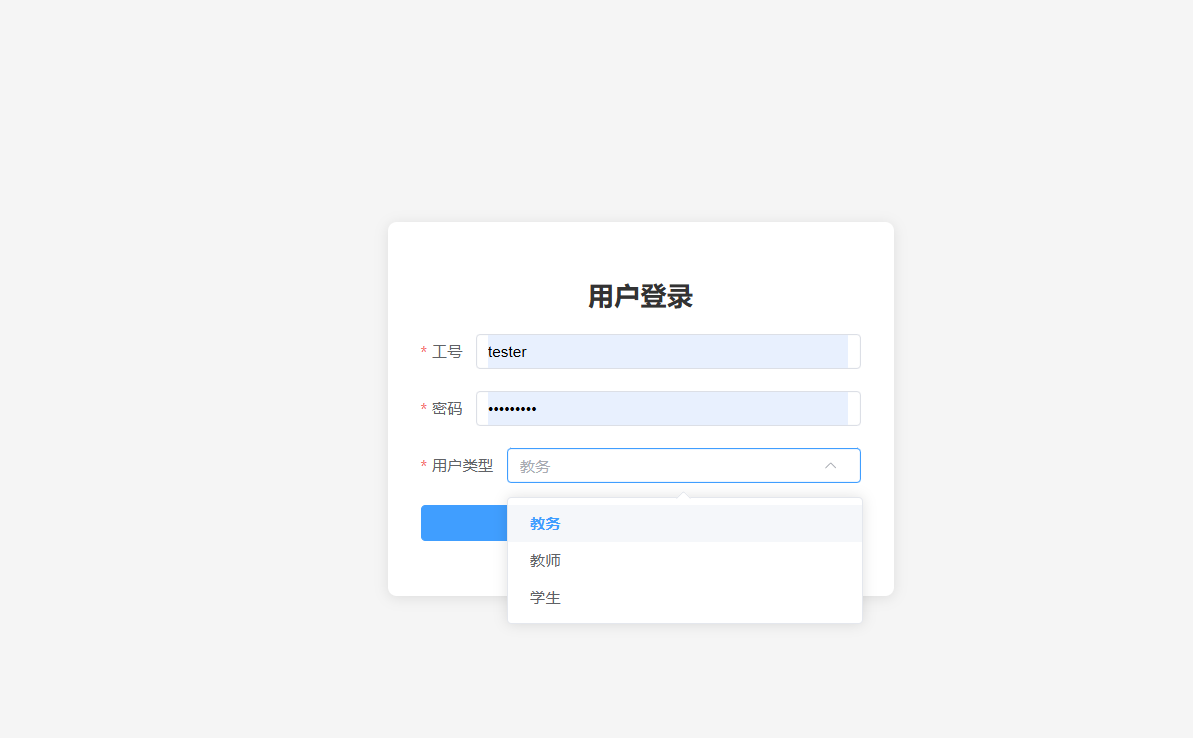 用户登录
* 工号 tester
* 密码 •••••••••
* 用户类型 教务
教务
教师
学生